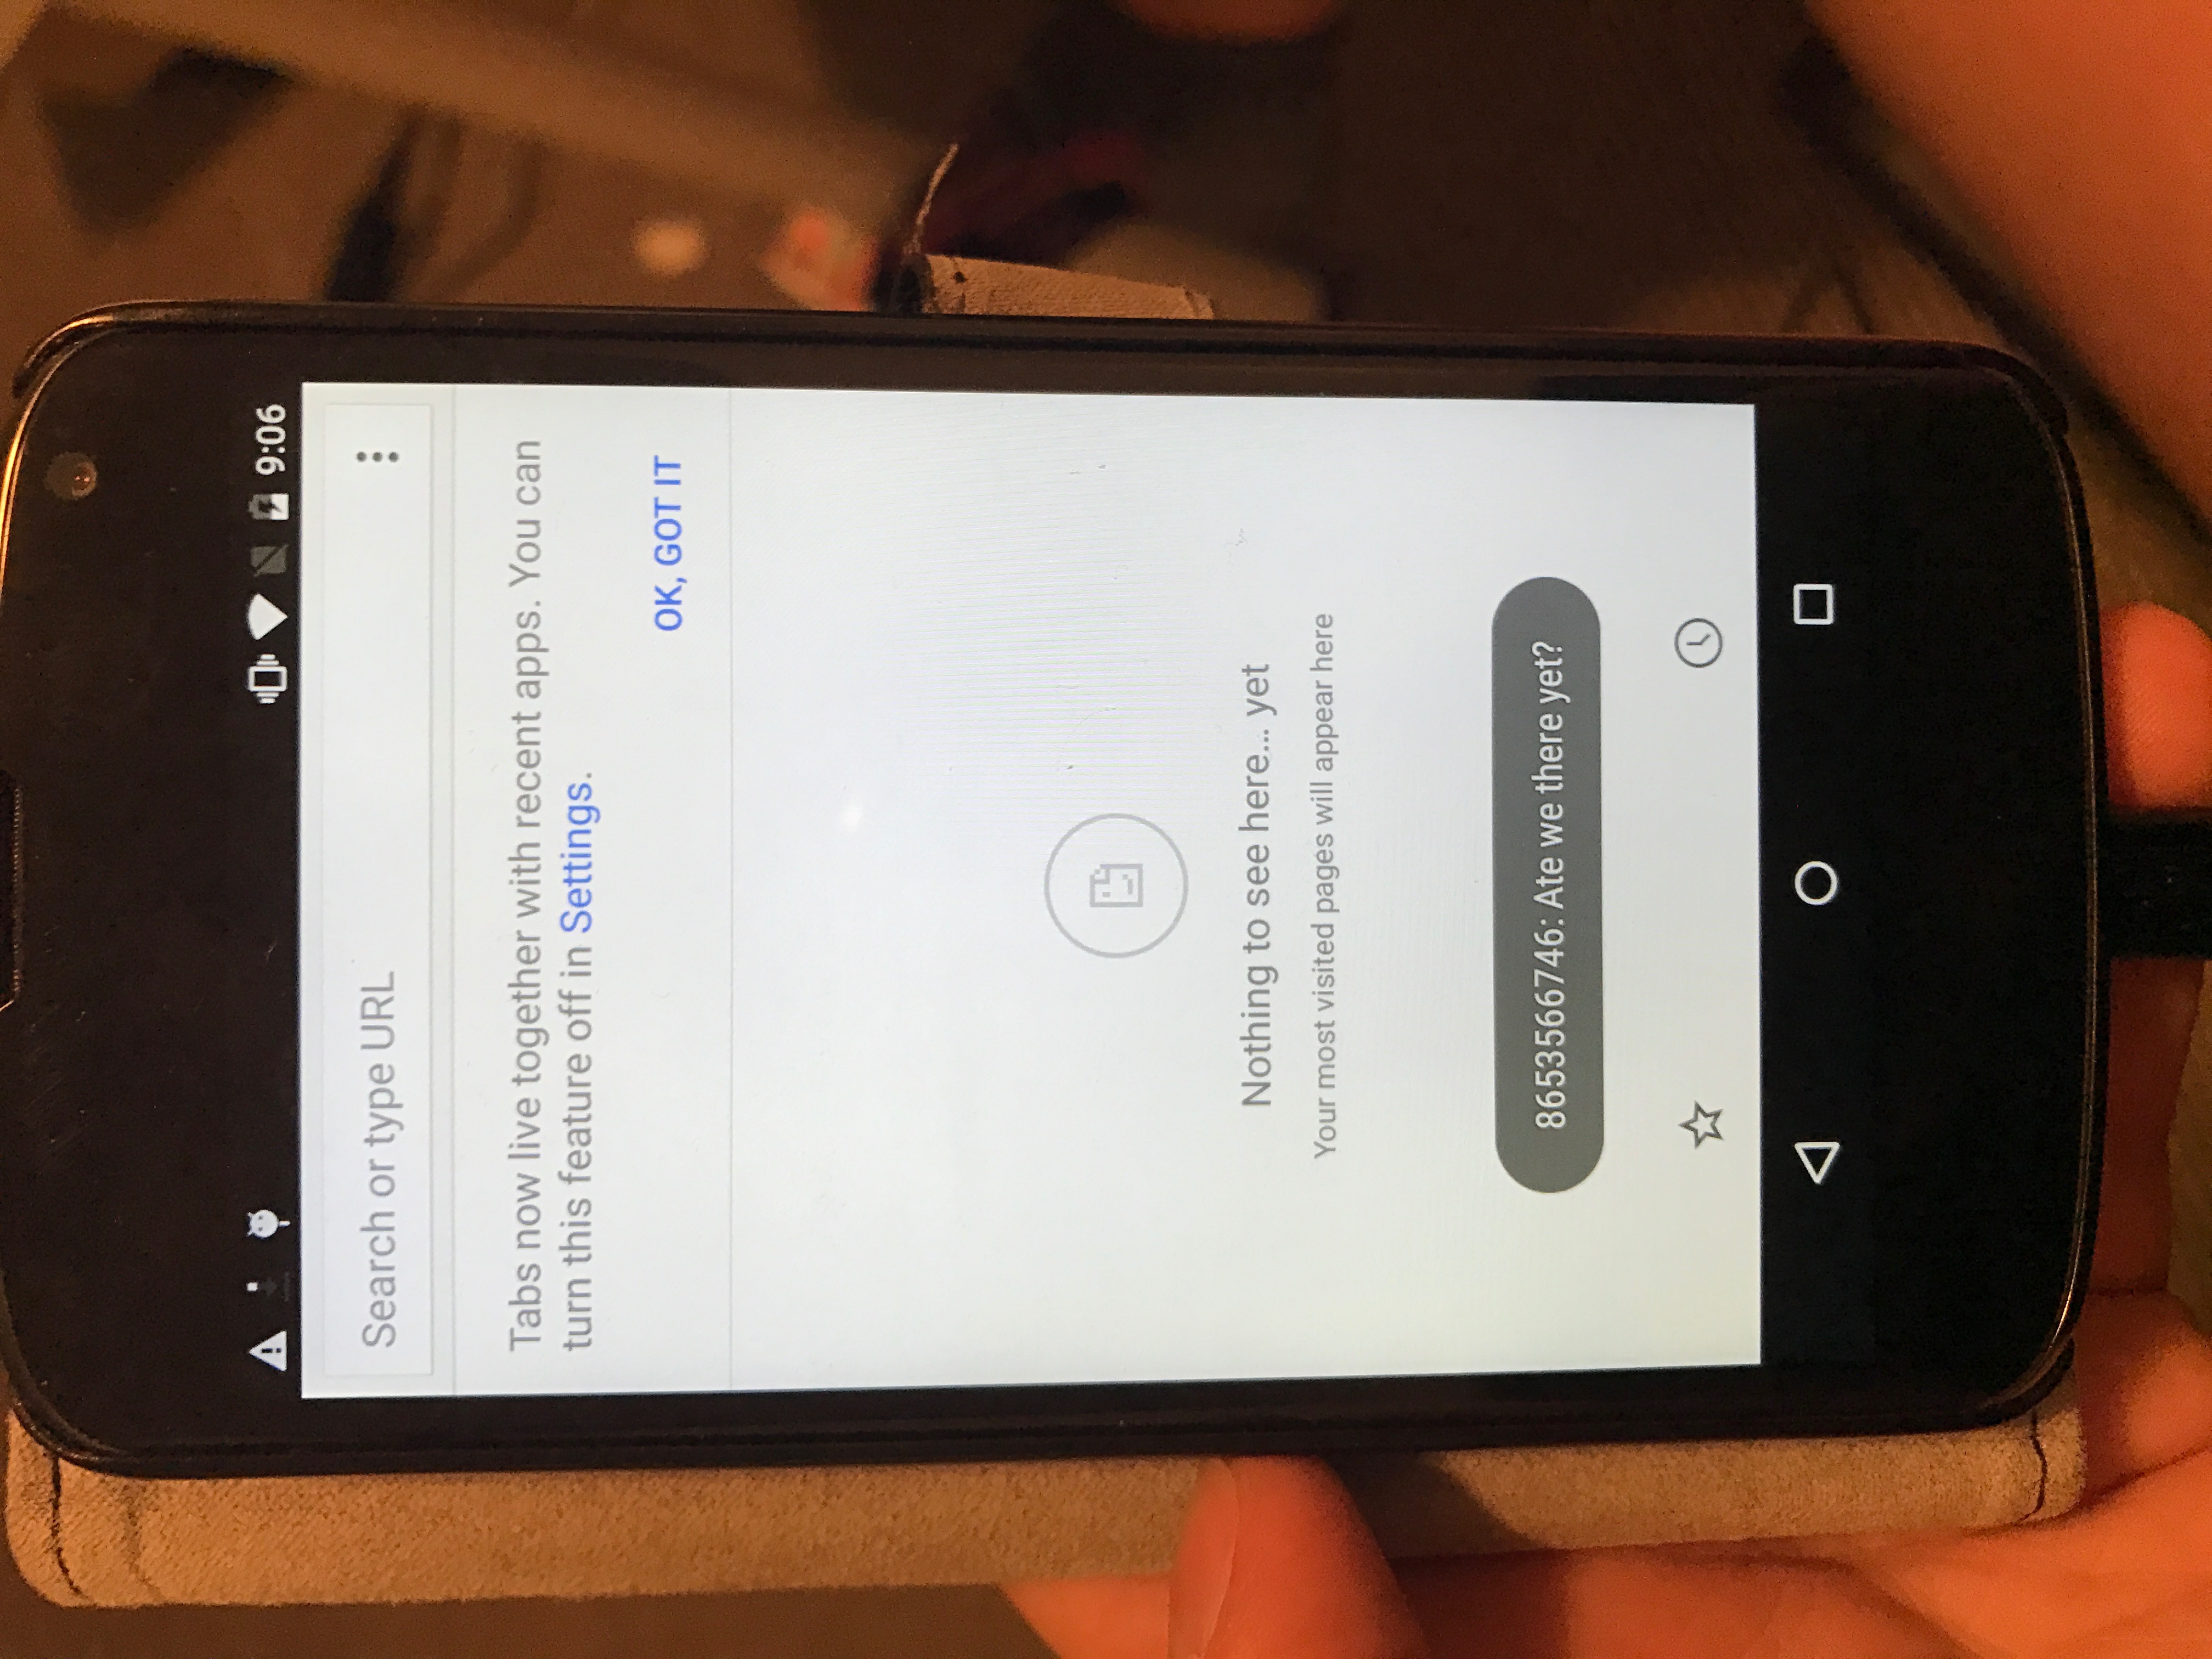 9:06
Search or type URL
Tabs now live together with recent apps. You can
turn this feature off in Settings.
OK, GOT IT
Nothing to see here... yet
Your most visited pages will appear here
8653566746: Ate we there yet?